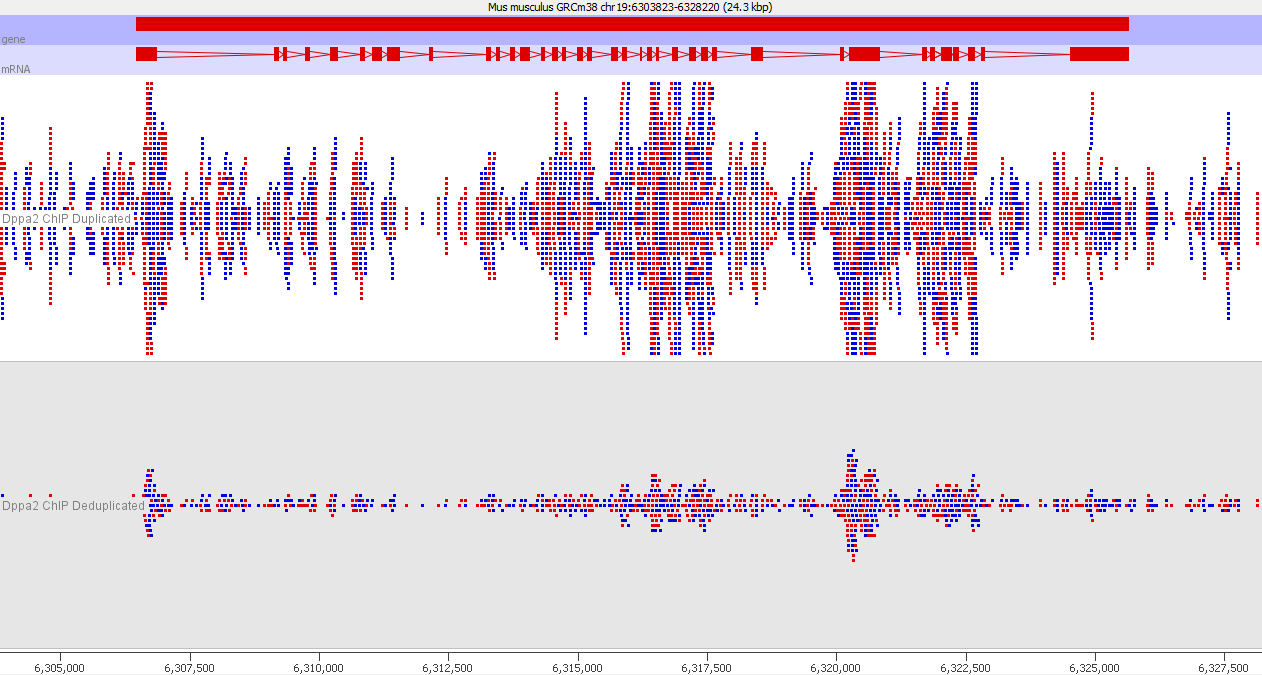 Mus musculus GRCm38 chr19:6303823-6328220 (24.3 kbp)
gene
mRNA
Dppa2 ChIP Duplicated
Dppa2 ChIP Deduplicated
6,305,000 6,307,500 6,310,000 6,312,500 6,315,000 6,317,500 6,320,000 6,322,500 6,325,000 6,327,500